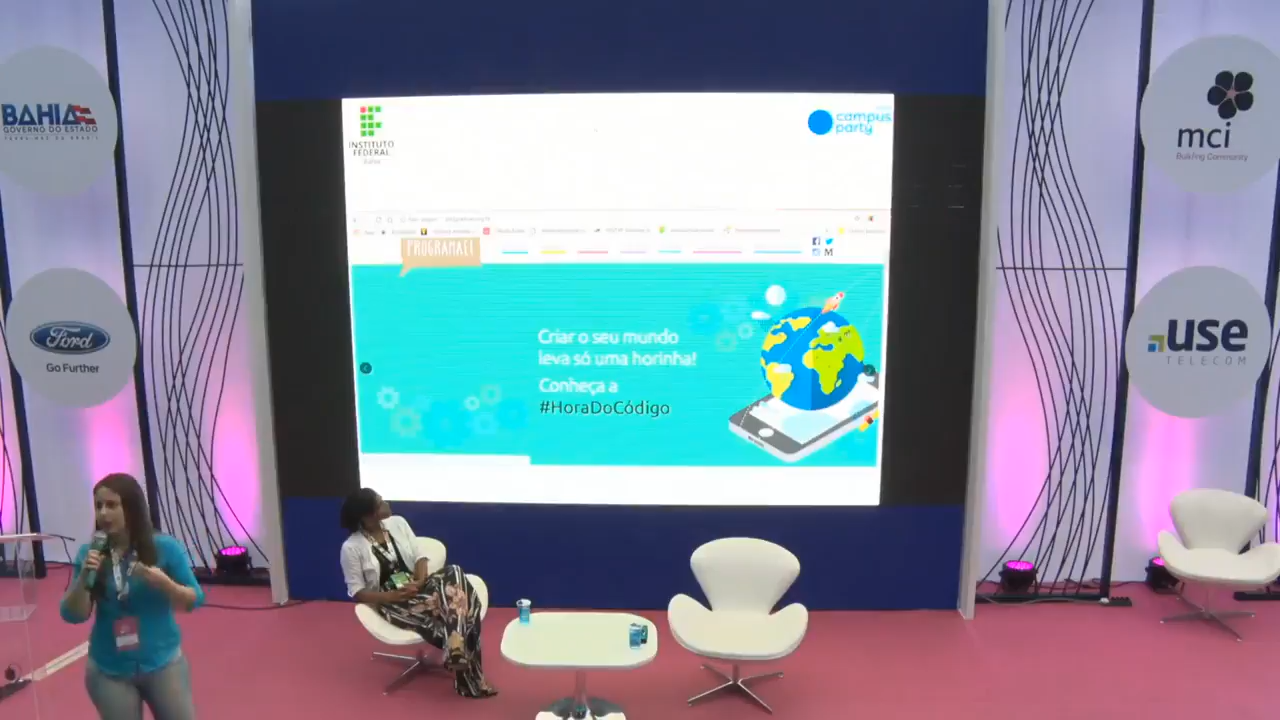 BAHIA
GOVERNO DO ESTADO
Ford
Go Further
INSTITUTO
FEDERAL
Bahia
campus
party
PROGRAMAÊ!
Criar o seu mundo
leva só uma horinha!
Conheça a
#HoraDoCódigo
mci
Building Community
USE
TELECOM